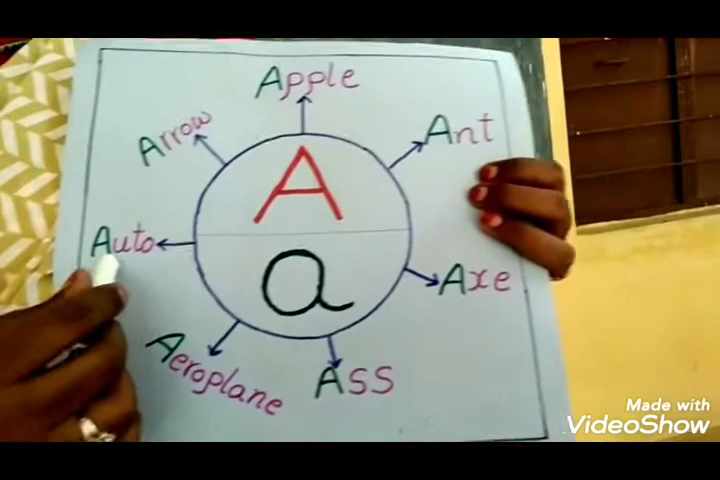 Apple
Arrow
Ant
A
Auto
a
Axe
Aeroplane
Ass
Made with
VideoShow